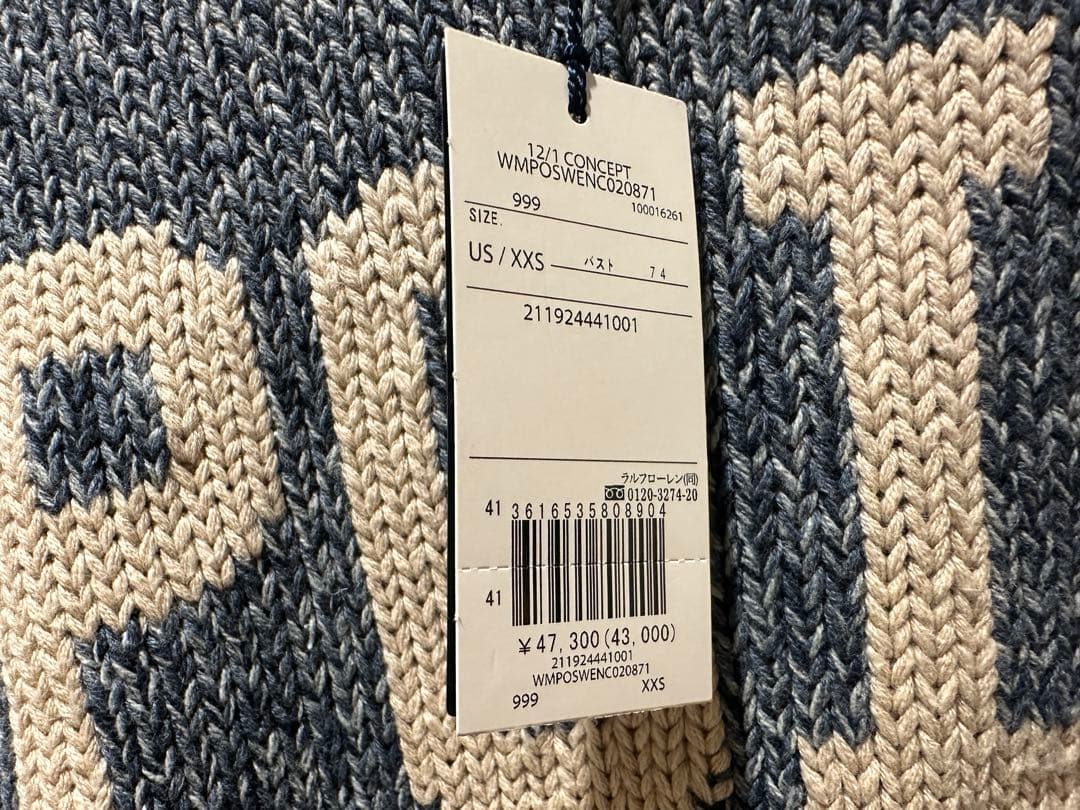 12/1 CONCEPT
WMPOSWENC020871
999 100016261
SIZE.
US / XXS バスト 74
211924441001
ラルフローレン(同)
0120-3274-20
41 3616535808904
41
¥47,300(43,000)
211924441001
WMPOSWENC020871
999 XXS